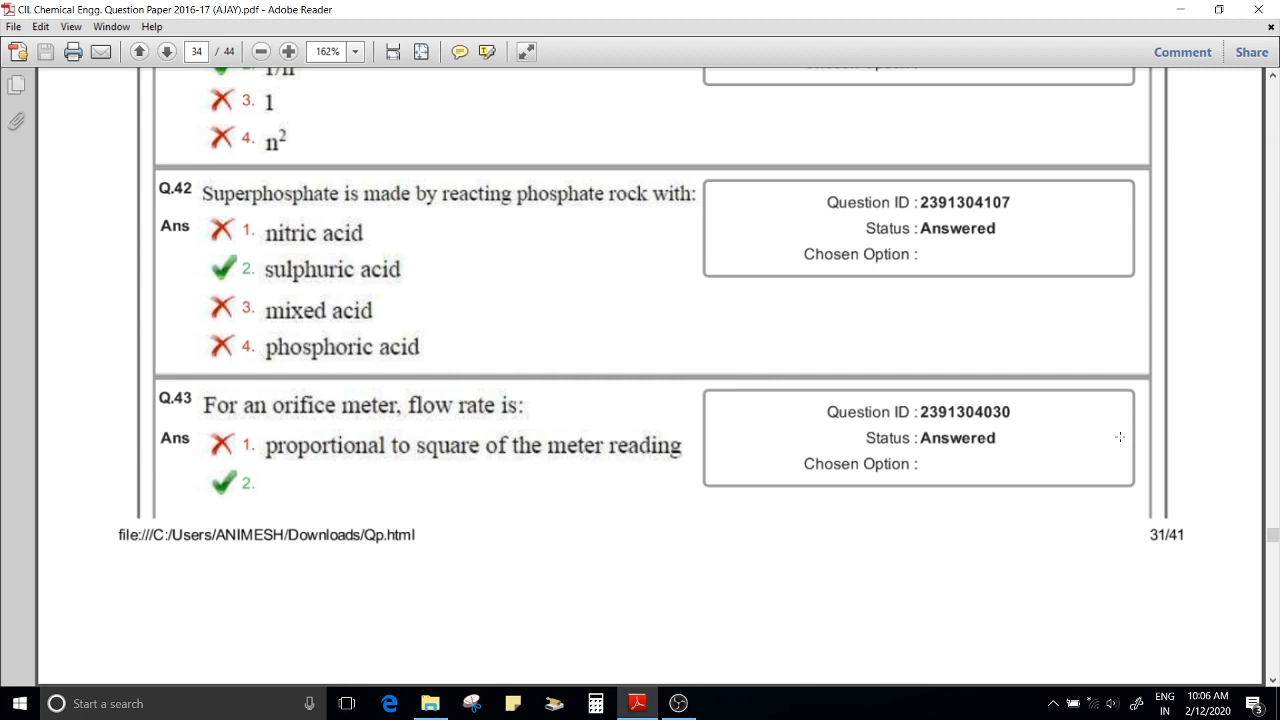 CIL Chemical Engg. Question Paper 2016-17 (AJAY).pdf - Adobe Reader
File Edit View Window Help
34 / 44 162% Comment Share
3. 1
4. n²
Q.42 Superphosphate is made by reacting phosphate rock with:
Ans 1. nitric acid
2. sulphuric acid
3. mixed acid
4. phosphoric acid
Question ID : 2391304107
Status : Answered
Chosen Option :
Q.43 For an orifice meter, flow rate is:
Ans 1. proportional to square of the meter reading
2.
Question ID : 2391304030
Status : Answered
Chosen Option :
file:///C:/Users/ANIMESH/Downloads/Qp.html 31/41
Start a search
ENG 10:06 AM
IN 2/12/2020
3